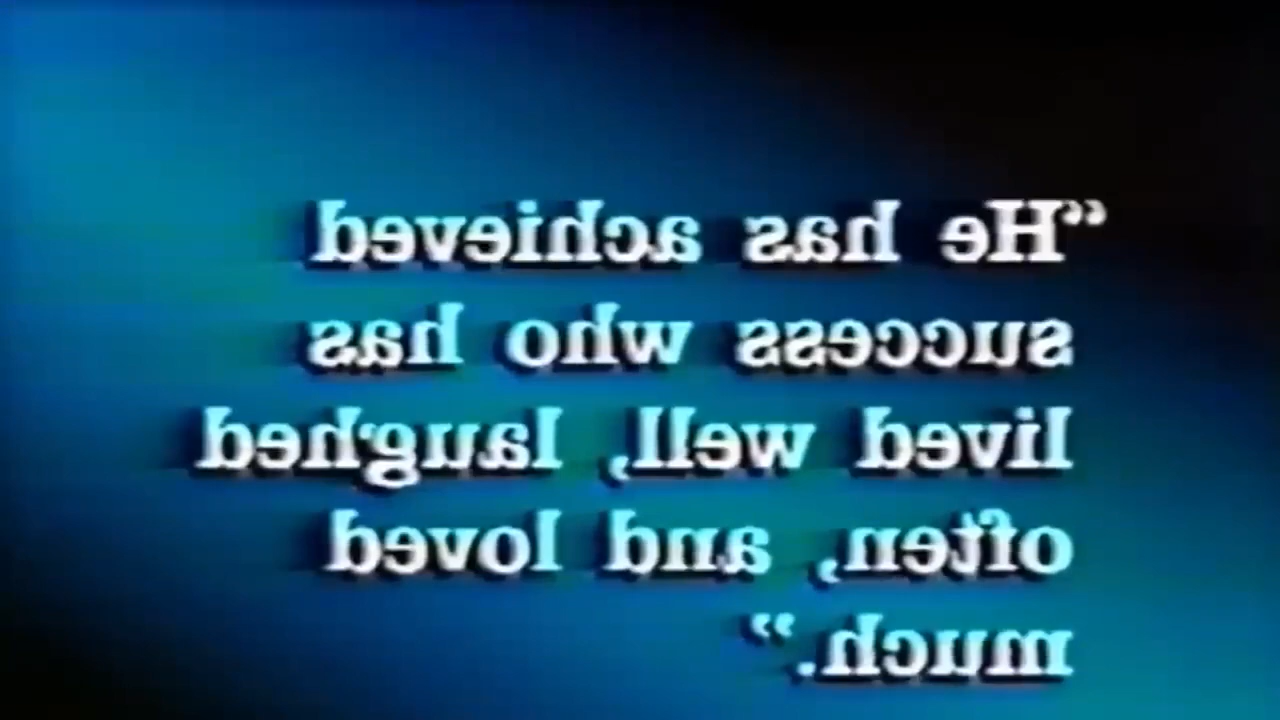 “He has achieved
success who has
lived well, laughed
often, and loved
much.”